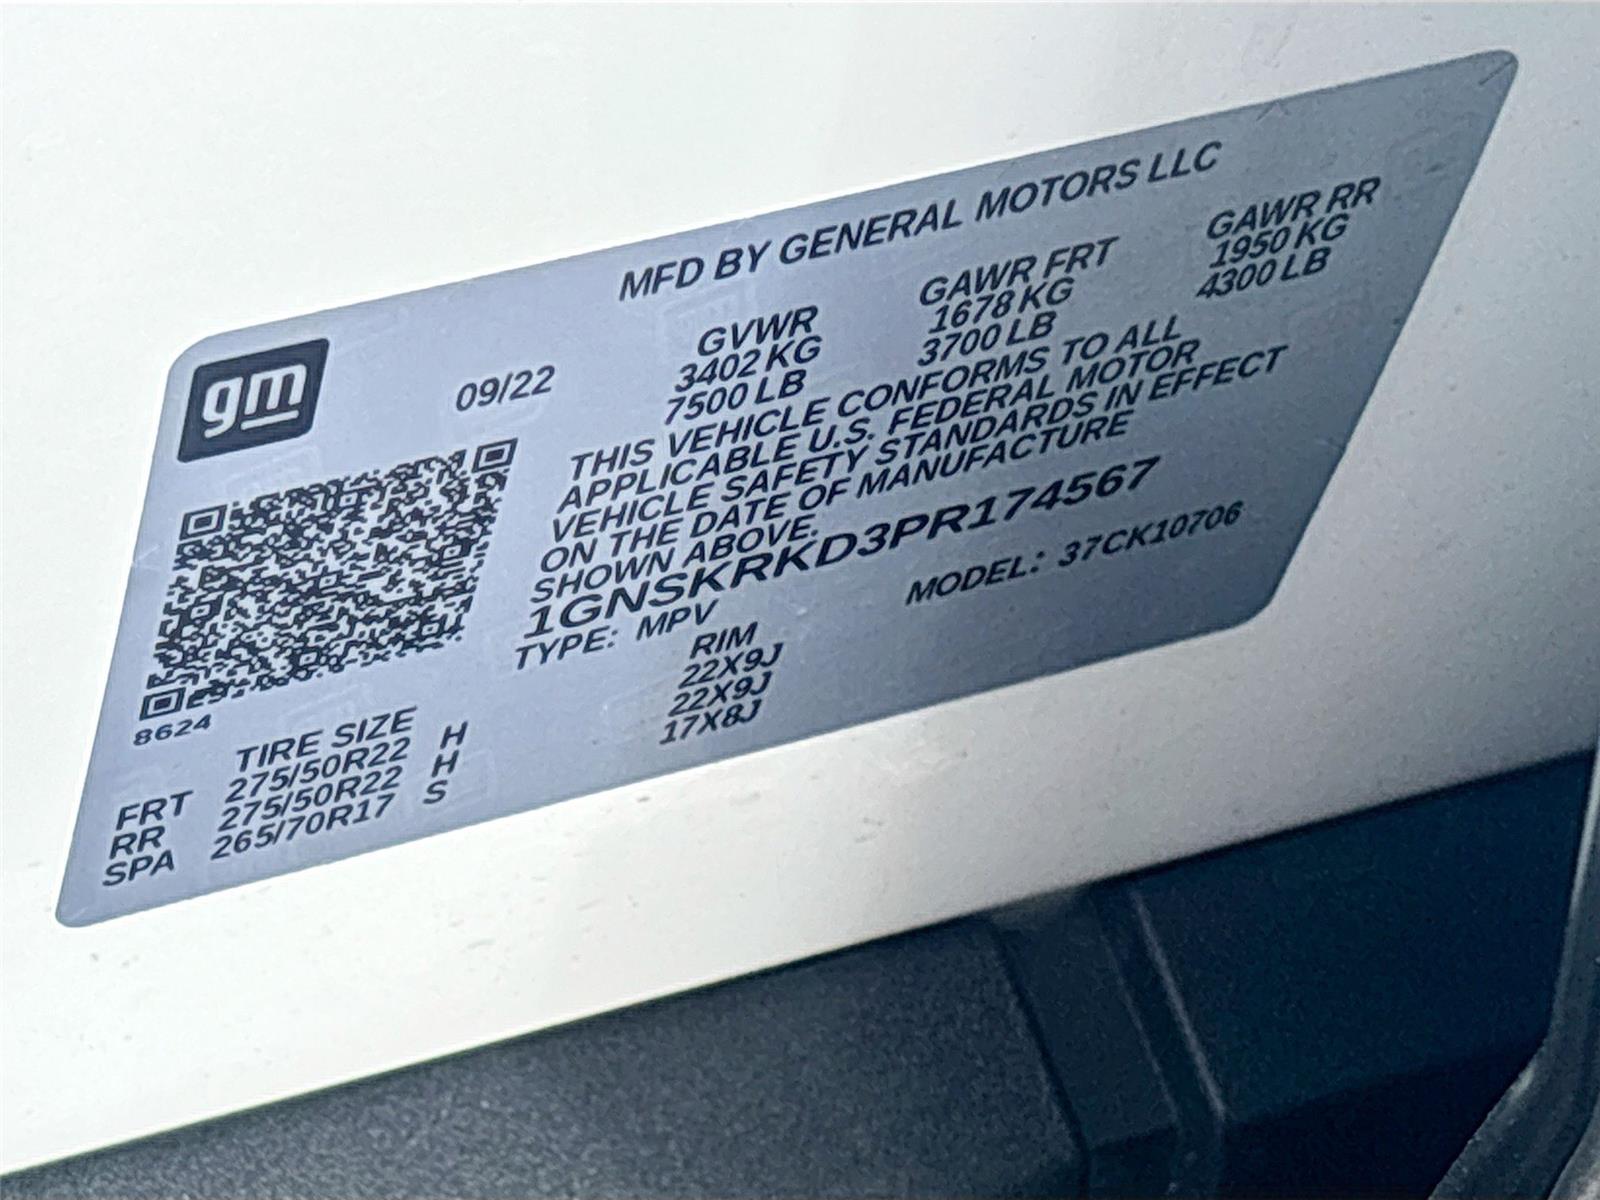 MFD BY GENERAL MOTORS LLC
gm
09/22
GVWR GAWR FRT GAWR RR
3402 KG 1678 KG 1950 KG
7500 LB 3700 LB 4300 LB
THIS VEHICLE CONFORMS TO ALL
APPLICABLE U.S. FEDERAL MOTOR
VEHICLE SAFETY STANDARDS IN EFFECT
ON THE DATE OF MANUFACTURE
SHOWN ABOVE.
1GNSKRKD3PR174567
TYPE: MPV MODEL: 37CK10706
8624
TIRE SIZE RIM
FRT 275/50R22 H 22X9J
RR 275/50R22 H 22X9J
SPA 265/70R17 S 17X8J